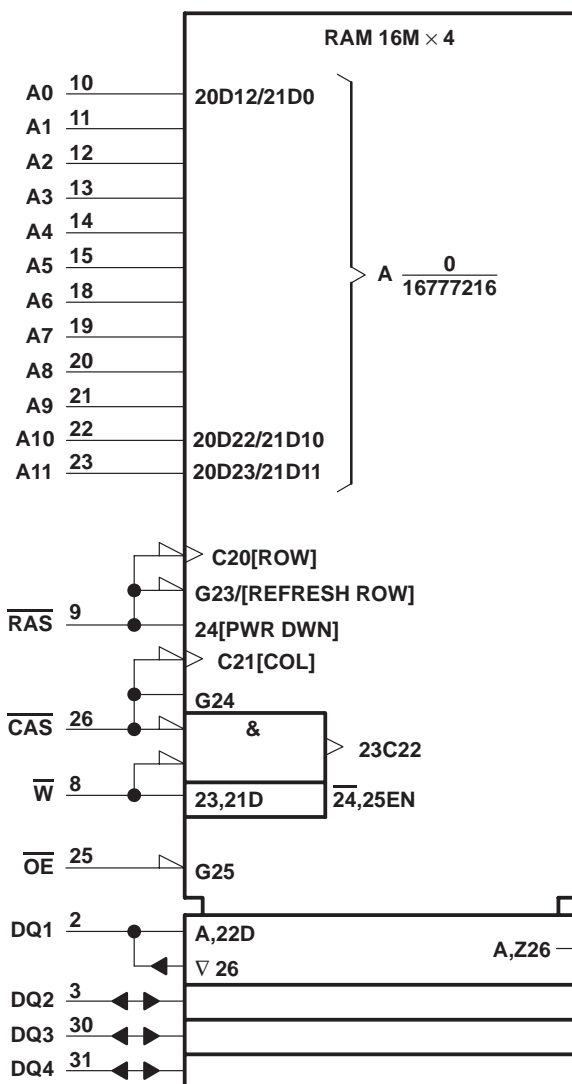 RAM 16M × 4
A0 10 20D12/21D0
A1 11
A2 12
A3 13
A4 14
A5 15
A 0
16777216
A6 18
A7 19
A8 20
A9 21
A10 22 20D22/21D10
A11 23 20D23/21D11
C20[ROW]
G23/[REFRESH ROW]
RAS 9 24[PWR DWN]
C21[COL]
G24
CAS 26 &
23C22
W 8 23,21D 24,25EN
OE 25 G25
DQ1 2 A,22D
A,Z26
∇ 26
DQ2 3
DQ3 30
DQ4 31